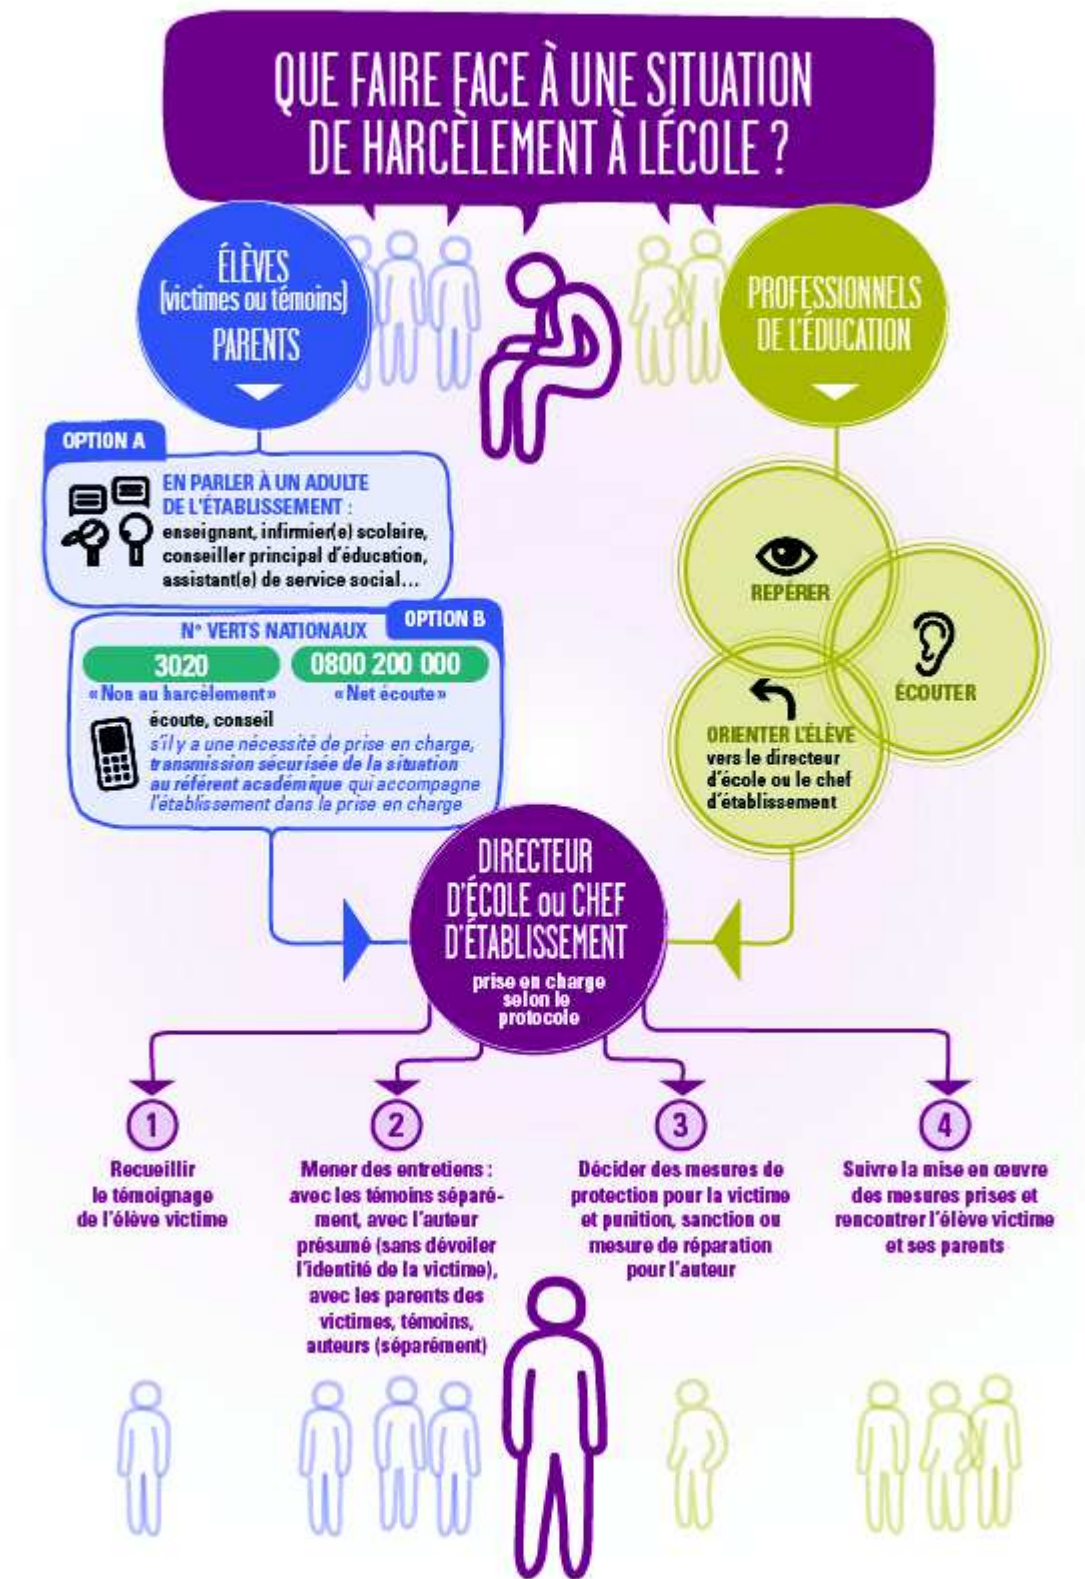 QUE FAIRE FACE À UNE SITUATION
DE HARCÈLEMENT À LÉCOLE ?
ÉLÈVES
(victimes ou témoins)
PARENTS
PROFESSIONNELS
DE L'ÉDUCATION
OPTION A
EN PARLER À UN ADULTE
DE L'ÉTABLISSEMENT :
enseignant, infirmier(e) scolaire,
conseiller principal d'éducation,
assistant(e) de service social...
OPTION B
N° VERTS NATIONAUX
3020
0800 200 000
« Non au harcèlement »
« Net écoute »
écoute, conseil
s'il y a une nécessité de prise en charge,
transmission sécurisée de la situation
au référent académique qui accompagne
l'établissement dans la prise en charge
REPÉRER
ÉCOUTER
ORIENTER L'ÉLÈVE
vers le directeur
d'école ou le chef
d'établissement
DIRECTEUR
D'ÉCOLE ou CHEF
D'ÉTABLISSEMENT
prise en charge
selon le
protocole
1
Recueillir
le témoignage
de l'élève victime
2
Mener des entretiens :
avec les témoins séparé-
ment, avec l'auteur
présumé (sans dévoiler
l'identité de la victime),
avec les parents des
victimes, témoins,
auteurs (séparément)
3
Décider des mesures de
protection pour la victime
et punition, sanction ou
mesure de réparation
pour l'auteur
4
Suivre la mise en œuvre
des mesures prises et
rencontrer l'élève victime
et ses parents